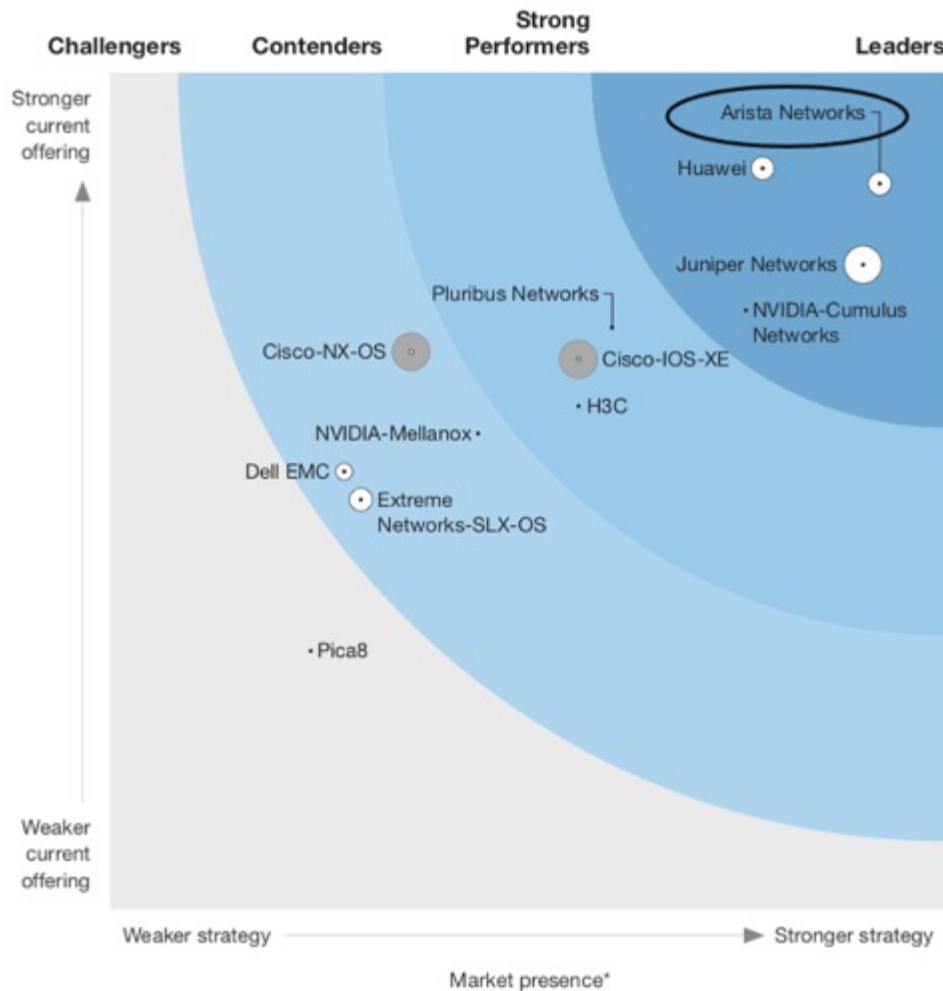 Challengers
Contenders
Strong
Performers
Leaders
Stronger
current
offering
Arista Networks
Huawei
Juniper Networks
Pluribus Networks
NVIDIA-Cumulus
Networks
Cisco-NX-OS
Cisco-IOS-XE
H3C
NVIDIA-Mellanox
Dell EMC
Extreme
Networks-SLX-OS
Pica8
Weaker
current
offering
Weaker strategy
Stronger strategy
Market presence*